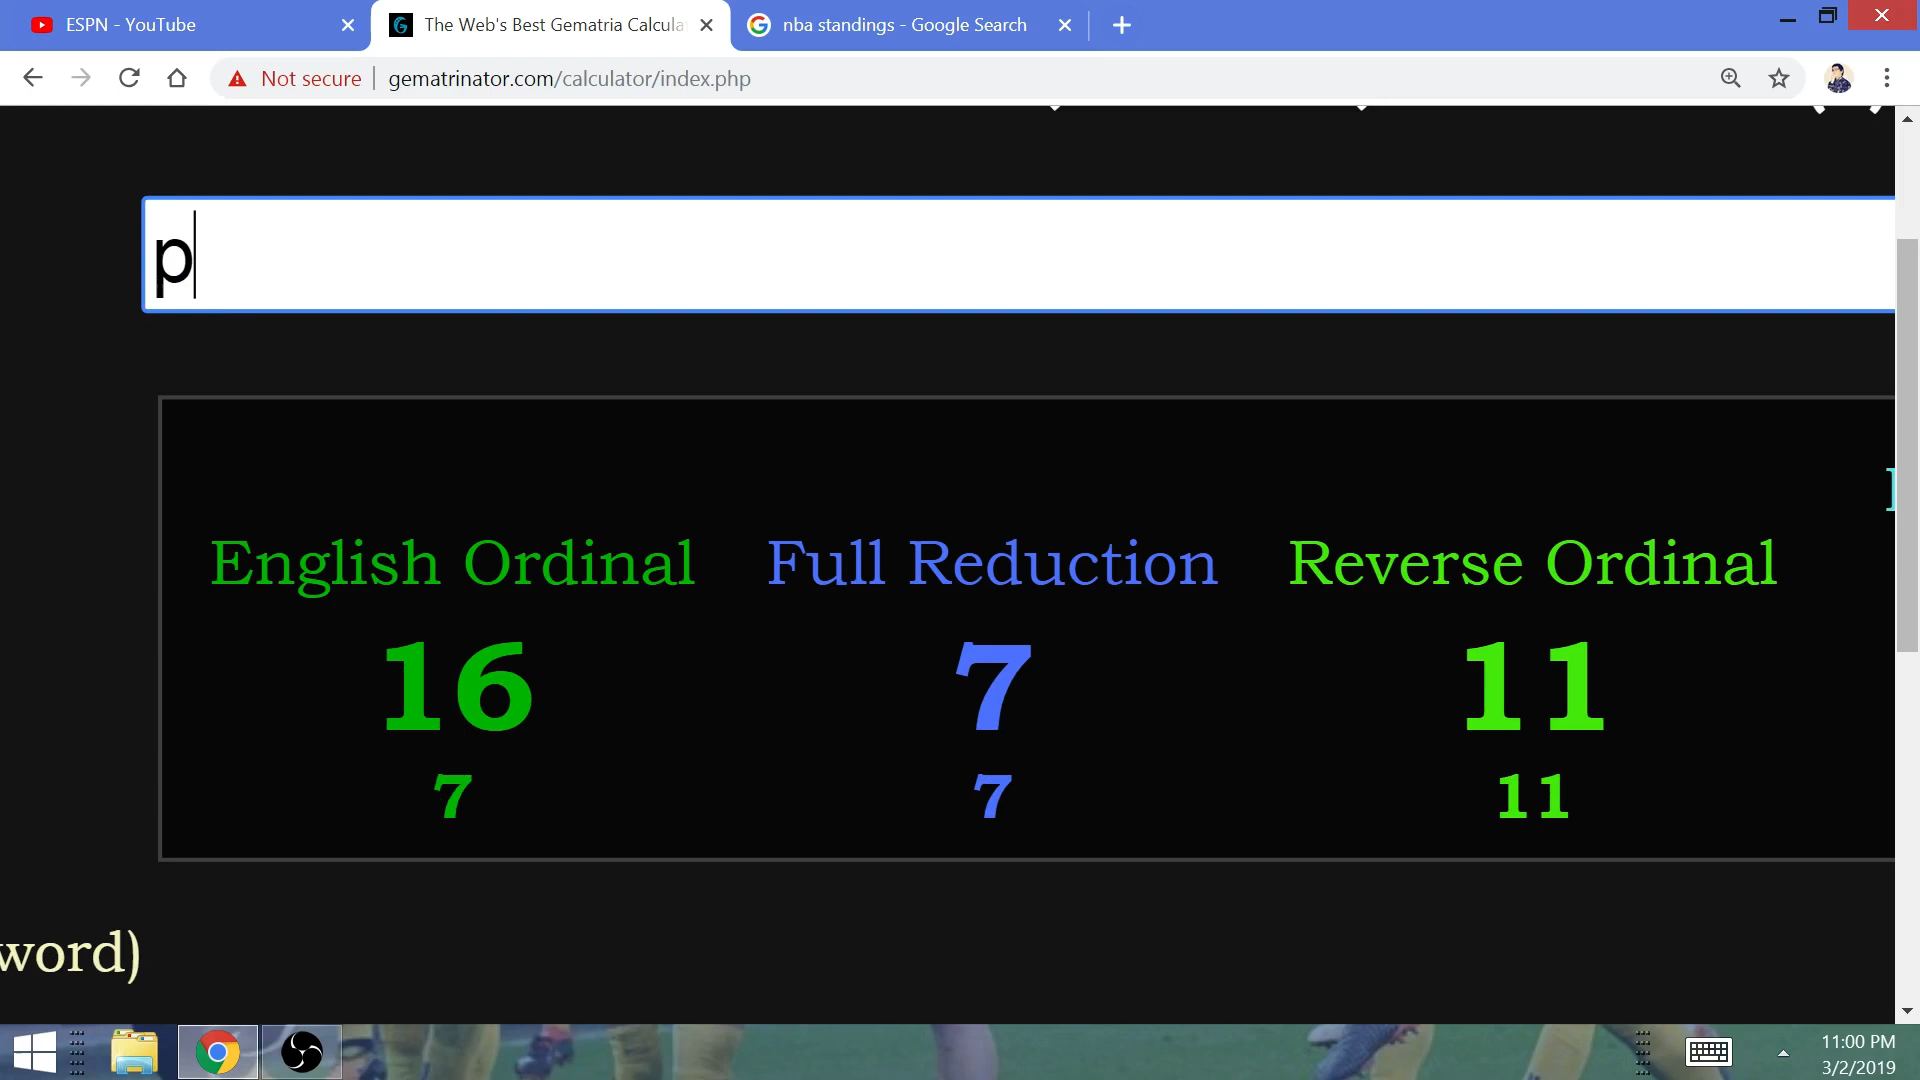 ESPN - YouTube
The Web's Best Gematria Calcula
nba standings - Google Search
Not secure
gematrinator.com/calculator/index.php
p
English Ordinal Full Reduction Reverse Ordinal
16 7 11
7 7 11
word)
11:00 PM
3/2/2019